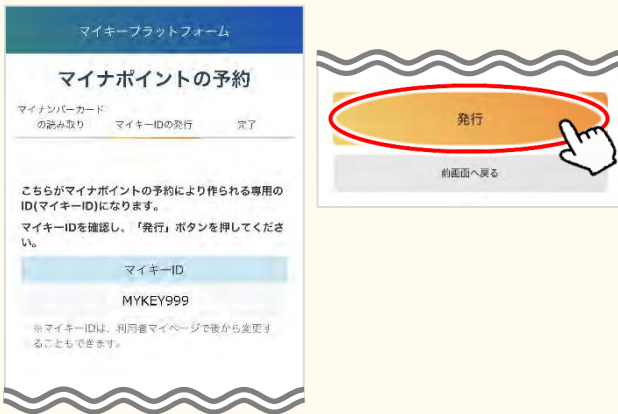 マイキープラットフォーム
マイナポイントの予約
マイナンバーカード
の読み取り
マイキーIDの発行
完了
こちらがマイナポイントの予約により作られる専用の
ID(マイキーID)になります。
マイキーIDを確認し、「発行」ボタンを押してくださ
い。
マイキーID
MYKEY999
※マイキーIDは、利用者マイページで後から変更す
ることもできます。
発行
前画面へ戻る